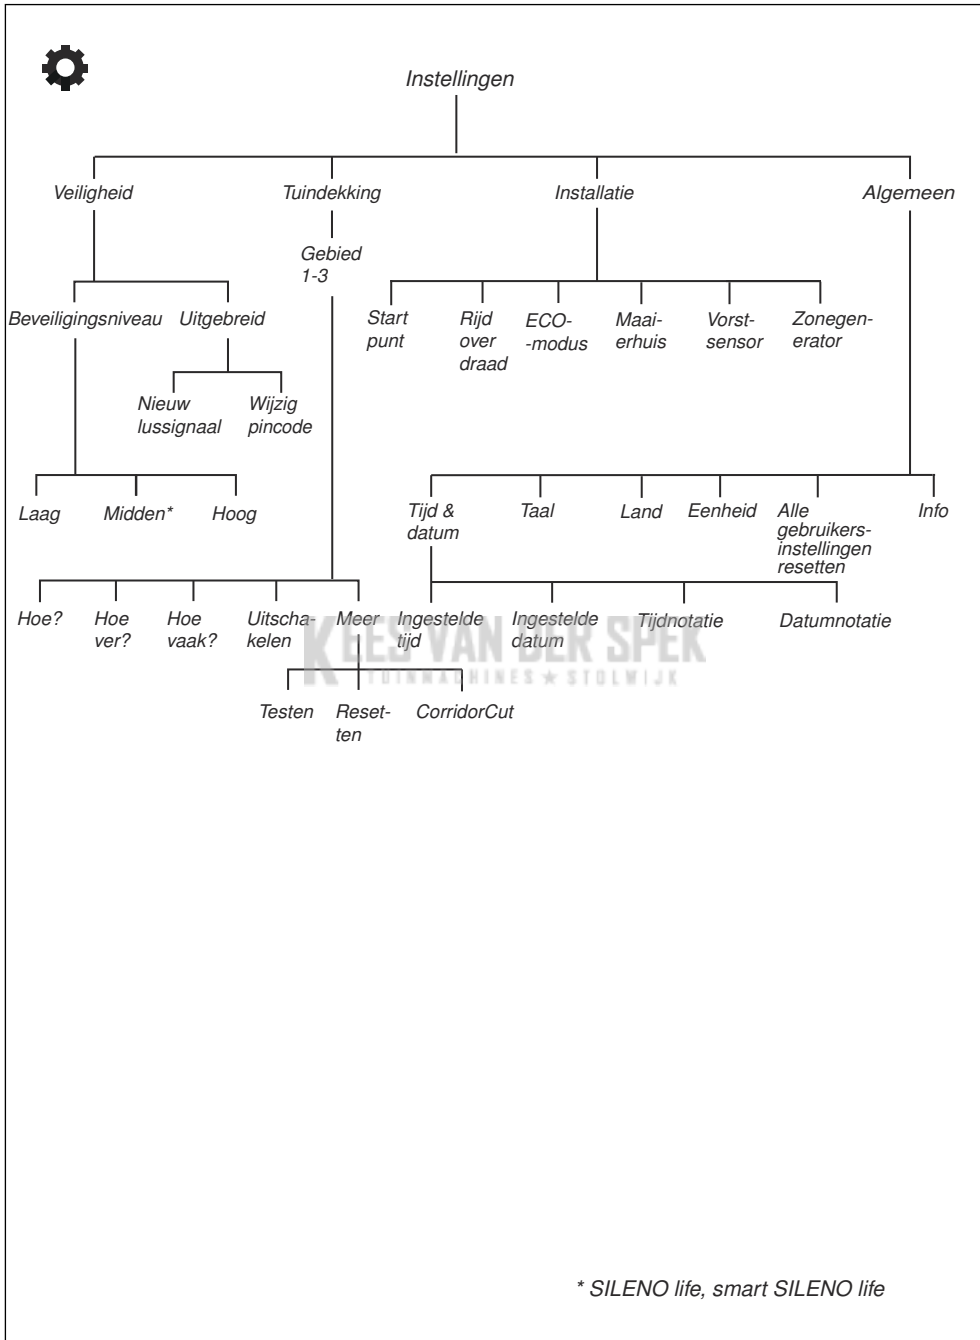 Instellingen
Veiligheid
Tuindekking
Installatie
Algemeen
Gebied
1-3
Beveiligingsniveau
Uitgebreid
Start
punt
Rijd
over
draad
ECO-
-modus
Maai-
erhuis
Vorst-
sensor
Zonegen-
erator
Nieuw
lussignaal
Wijzig
pincode
Laag
Midden*
Hoog
Tijd &
datum
Taal
Land
Eenheid
Alle
gebruikers-
instellingen
resetten
Info
Hoe?
Hoe
ver?
Hoe
vaak?
Uitscha-
kelen
Meer
Ingestelde
tijd
Ingestelde
datum
Tijdnotatie
Datumnotatie
KEES VAN DER SPEK
TUINMACHINES ★ STOLWIJK
Testen
Reset-
ten
CorridorCut
* SILENO life, smart SILENO life